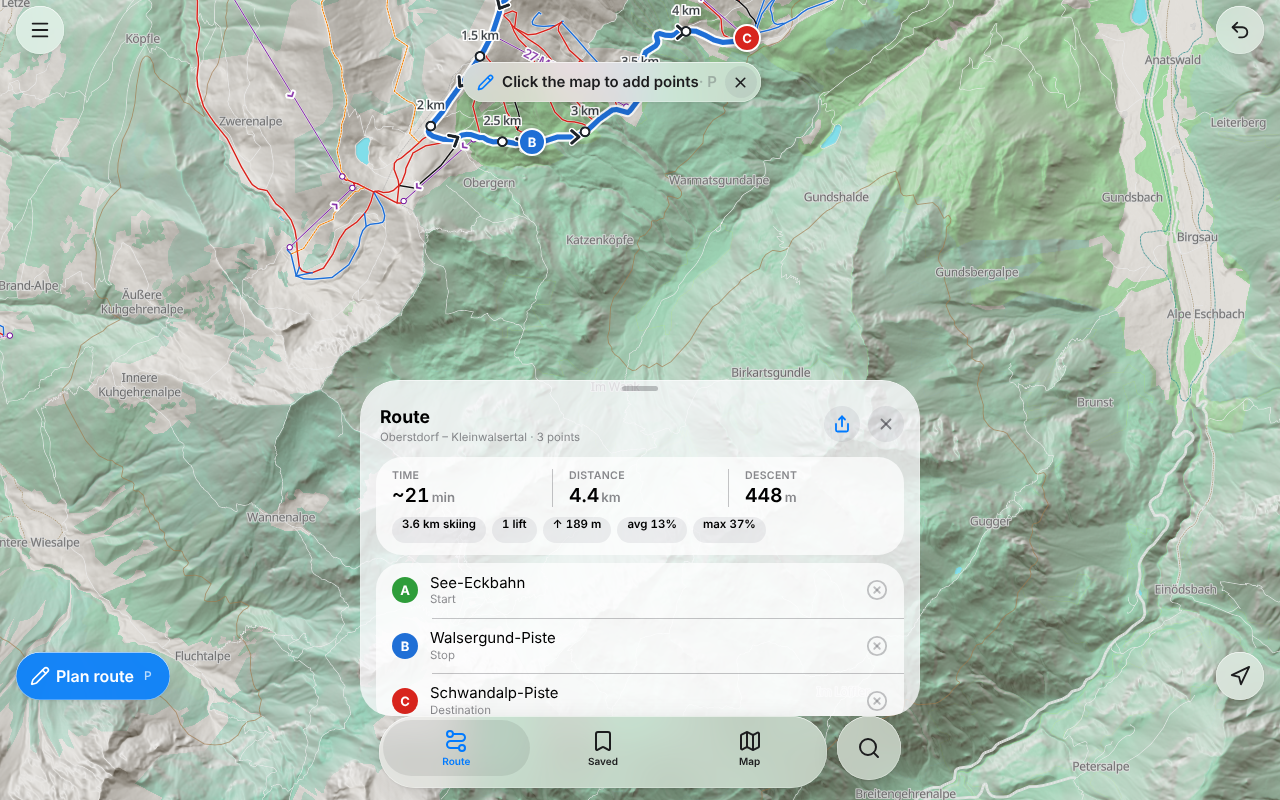 Letze
4 km
Köpfle
1.5 km
Anatswald
3.5 km
Click the map to add points P
2 km
3 km
2.5 km
Zwerenalpe
Leiterberg
B
C
Obergern
Warmatsgundalpe
Gundshalde
Gundsbach
Katzenköpfe
Birgsau
Gundsbergalpe
Brand-Alpe
Äußere
Kuhgehrenalpe
Alpe Eschbach
Innere
Kuhgehrenalpe
Birkartsgundle
Brunst
Route
Oberstdorf – Kleinwalsertal · 3 points
TIME
~21 min
DISTANCE
4.4 km
DESCENT
448 m
3.6 km skiing
1 lift
↑ 189 m
avg 13%
max 37%
Wannenalpe
Gugger
ntere Wiesalpe
A
See-Eckbahn
Start
Einödsbach
B
Walsergund-Piste
Stop
Fluchtalpe
Plan route P
C
Schwandalp-Piste
Destination
Route
Saved
Map
Petersalpe
Breitengehrenalpe